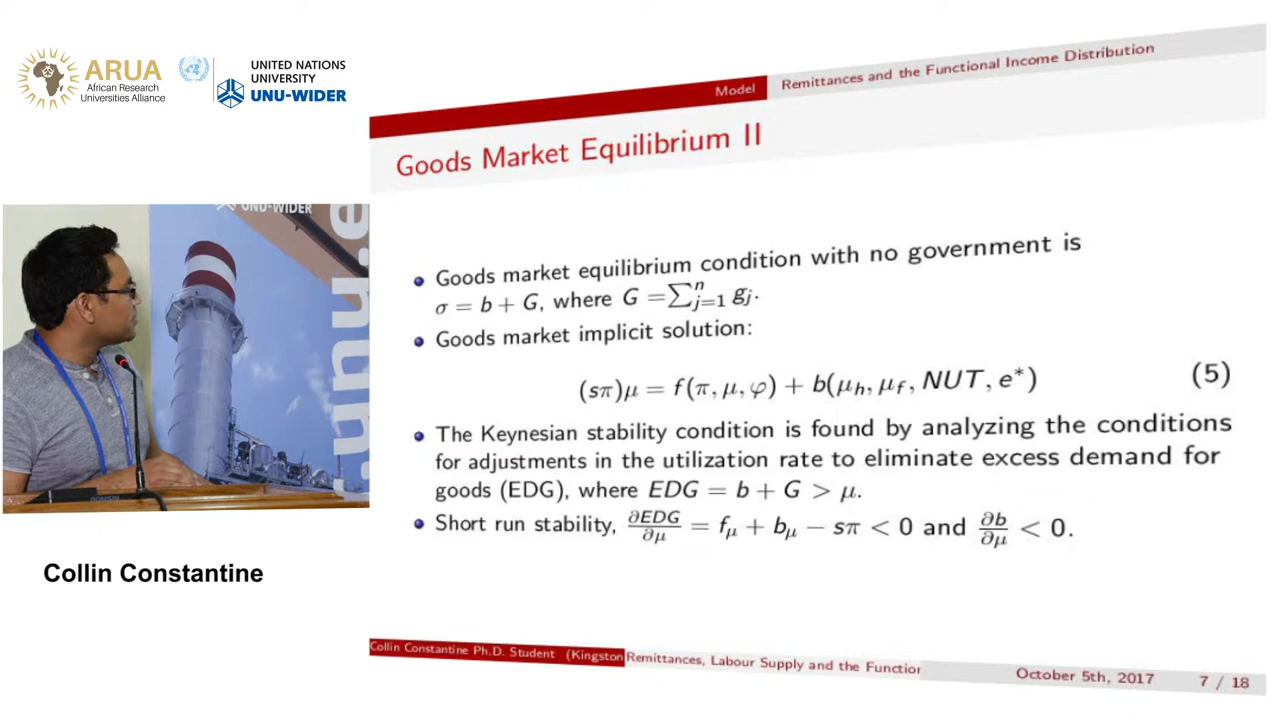 ARUA
African Research
Universities Alliance
UNITED NATIONS
UNIVERSITY
UNU-WIDER
Model
Remittances and the Functional Income Distribution
Goods Market Equilibrium II
Goods market equilibrium condition with no government is
σ = b + G, where G = ∑ⁿⱼ₌₁ gⱼ.
Goods market implicit solution:
(sπ)μ = f(π, μ, φ) + b(μₕ, μ_f, NUT, e*) (5)
The Keynesian stability condition is found by analyzing the conditions
for adjustments in the utilization rate to eliminate excess demand for
goods (EDG), where EDG = b + G > μ.
Short run stability, ∂EDG/∂μ = f_μ + b_μ − sπ < 0 and ∂b/∂μ < 0.
UNU-WIDER
unu.e
Collin Constantine
Collin Constantine Ph.D. Student (Kingston
Remittances, Labour Supply and the Function
October 5th, 2017
7 / 18